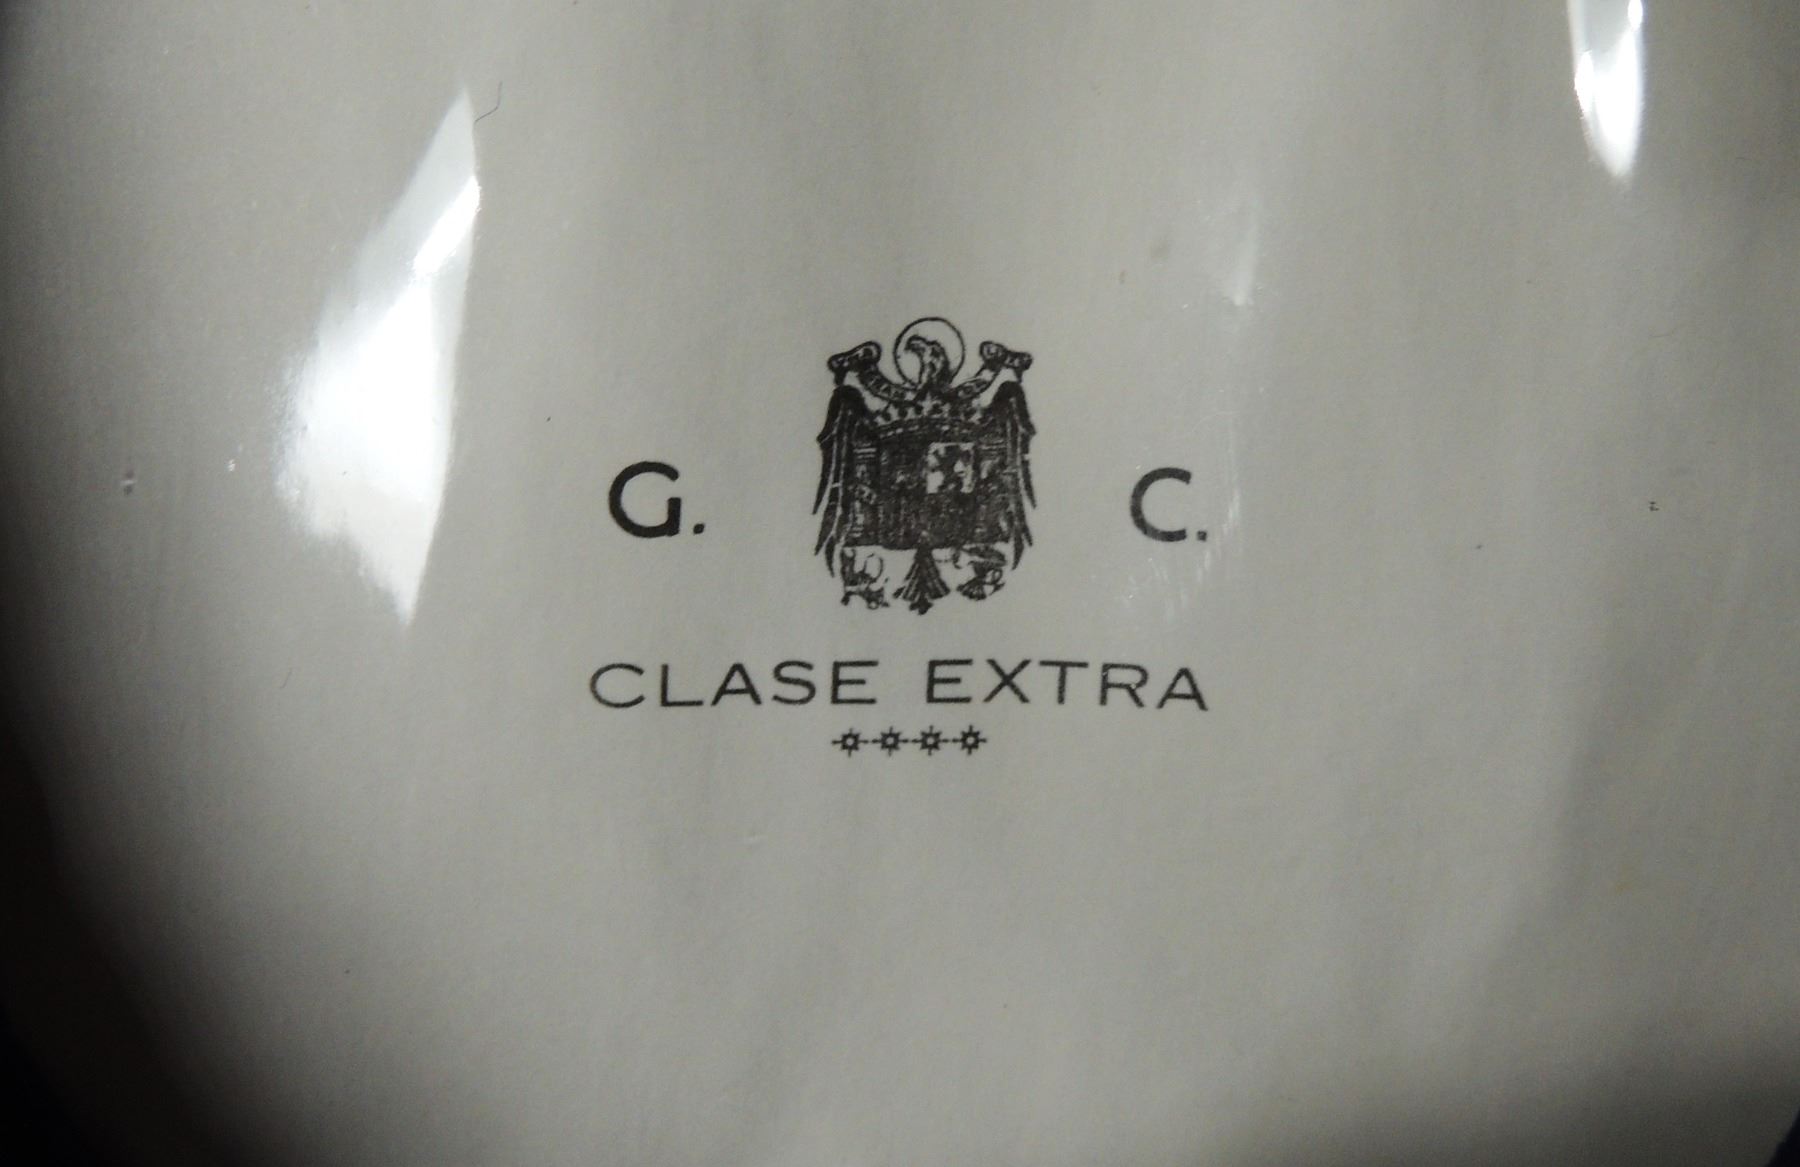 G. C.
CLASE EXTRA